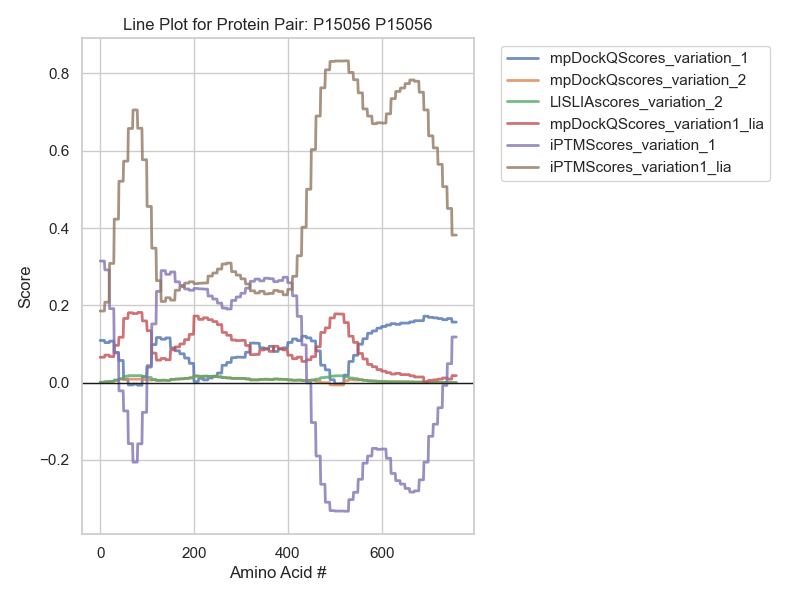 Line Plot for Protein Pair: P15056 P15056
mpDockQScores_variation_1
mpDockQscores_variation_2
LISLIAscores_variation_2
mpDockQScores_variation1_lia
iPTMScores_variation_1
iPTMScores_variation1_lia
Score
0.8
0.6
0.4
0.2
0.0
−0.2
0
200
400
600
Amino Acid #